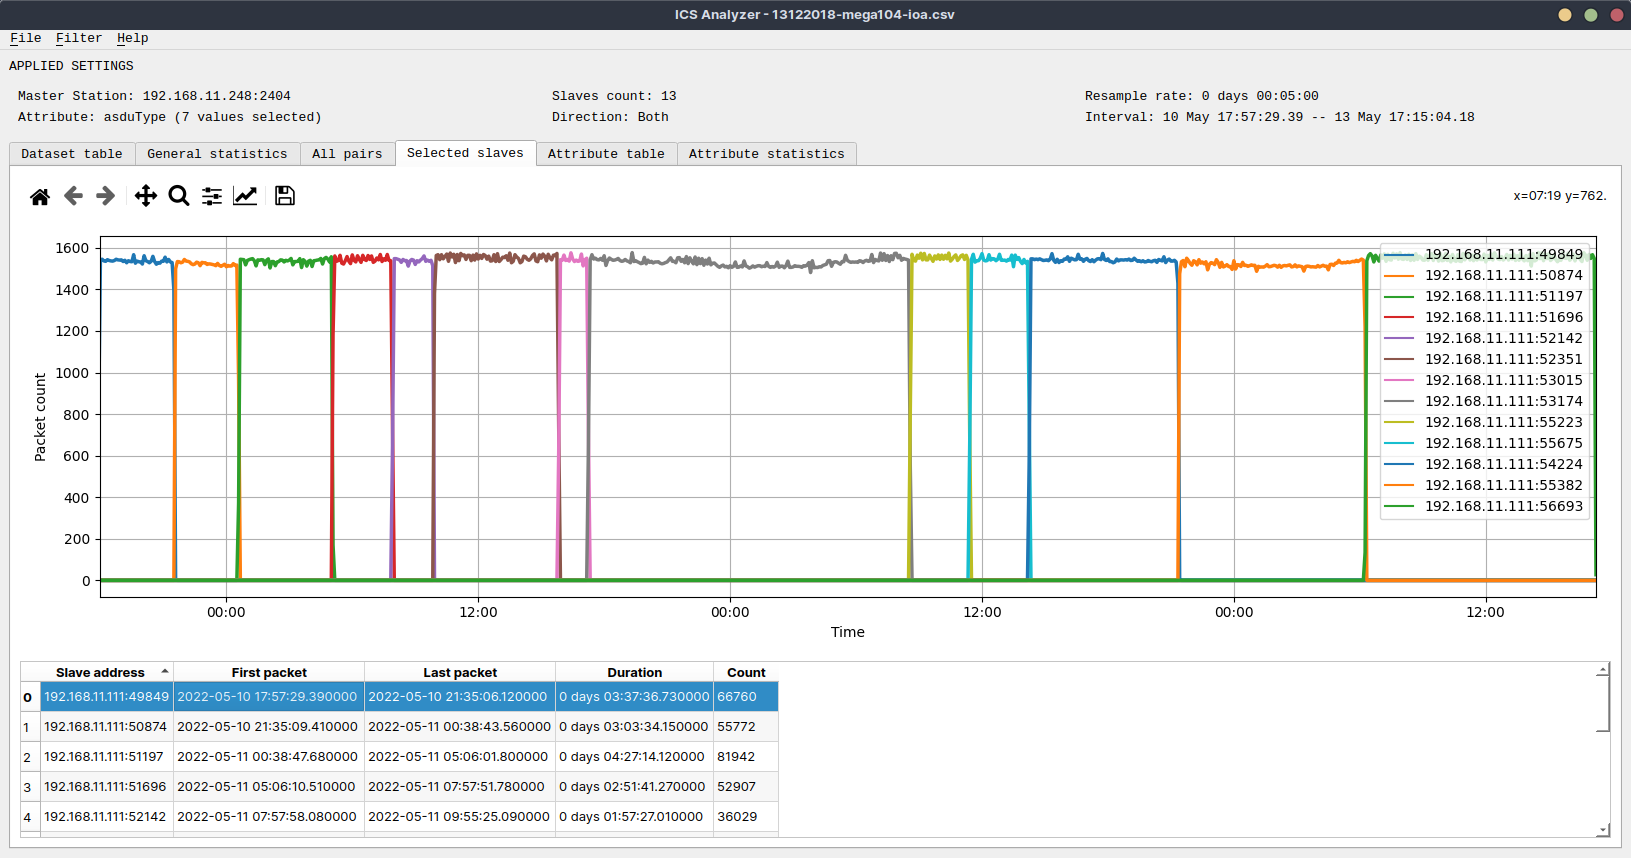 ICS Analyzer - 13122018-mega104-ioa.csv
File Filter Help
APPLIED SETTINGS
Master Station: 192.168.11.248:2404 Slaves count: 13 Resample rate: 0 days 00:05:00
Attribute: asduType (7 values selected) Direction: Both Interval: 10 May 17:57:29.39 -- 13 May 17:15:04.18
Dataset table General statistics All pairs Selected slaves Attribute table Attribute statistics
x=07:19 y=762.
1600
1400
1200
1000
800
600
400
200
0
Packet count
192.168.11.111:49849
192.168.11.111:50874
192.168.11.111:51197
192.168.11.111:51696
192.168.11.111:52142
192.168.11.111:52351
192.168.11.111:53015
192.168.11.111:53174
192.168.11.111:55223
192.168.11.111:55675
192.168.11.111:54224
192.168.11.111:55382
192.168.11.111:56693
00:00 12:00 00:00 12:00 00:00 12:00
Time
Slave address First packet Last packet Duration Count
0 192.168.11.111:49849 2022-05-10 17:57:29.390000 2022-05-10 21:35:06.120000 0 days 03:37:36.730000 66760
1 192.168.11.111:50874 2022-05-10 21:35:09.410000 2022-05-11 00:38:43.560000 0 days 03:03:34.150000 55772
2 192.168.11.111:51197 2022-05-11 00:38:47.680000 2022-05-11 05:06:01.800000 0 days 04:27:14.120000 81942
3 192.168.11.111:51696 2022-05-11 05:06:10.510000 2022-05-11 07:57:51.780000 0 days 02:51:41.270000 52907
4 192.168.11.111:52142 2022-05-11 07:57:58.080000 2022-05-11 09:55:25.090000 0 days 01:57:27.010000 36029